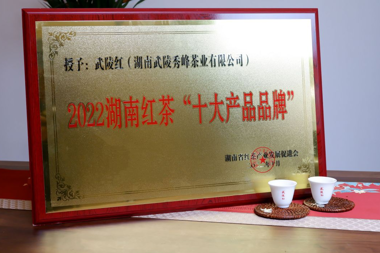 授予：武陵红（湖南武陵秀峰茶业有限公司）
2022湖南红茶“十大产品品牌”
湖南省红茶产业发展促进会